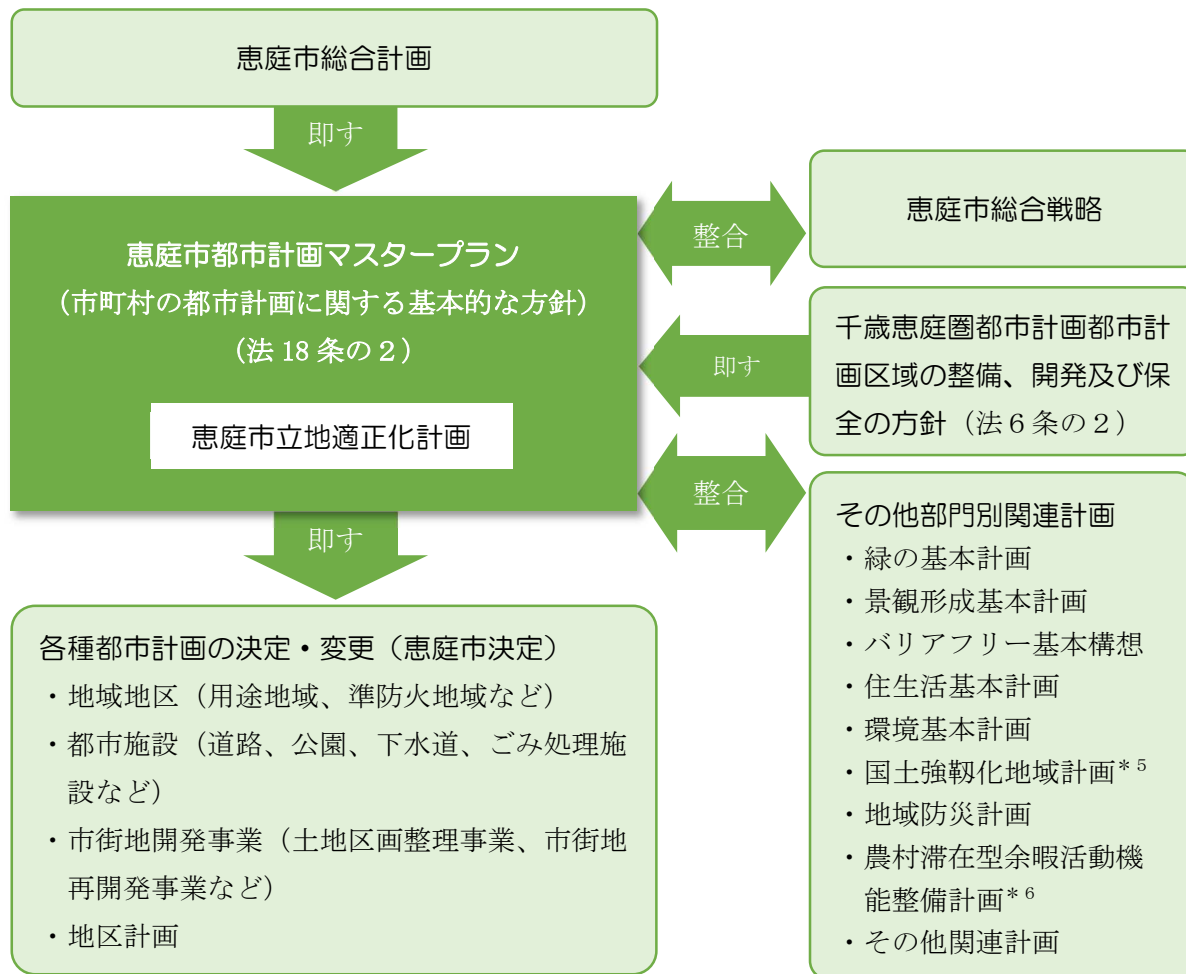 恵庭市総合計画
即す
恵庭市都市計画マスタープラン
（市町村の都市計画に関する基本的な方針）
（法 18 条の２）
恵庭市立地適正化計画
整合
恵庭市総合戦略
即す
千歳恵庭圏都市計画都市計
画区域の整備、開発及び保
全の方針（法６条の２）
整合
その他部門別関連計画
・緑の基本計画
・景観形成基本計画
・バリアフリー基本構想
・住生活基本計画
・環境基本計画
・国土強靱化地域計画＊５
・地域防災計画
・農村滞在型余暇活動機
能整備計画＊６
・その他関連計画
即す
各種都市計画の決定・変更（恵庭市決定）
・地域地区（用途地域、準防火地域など）
・都市施設（道路、公園、下水道、ごみ処理施
設など）
・市街地開発事業（土地区画整理事業、市街地
再開発事業など）
・地区計画